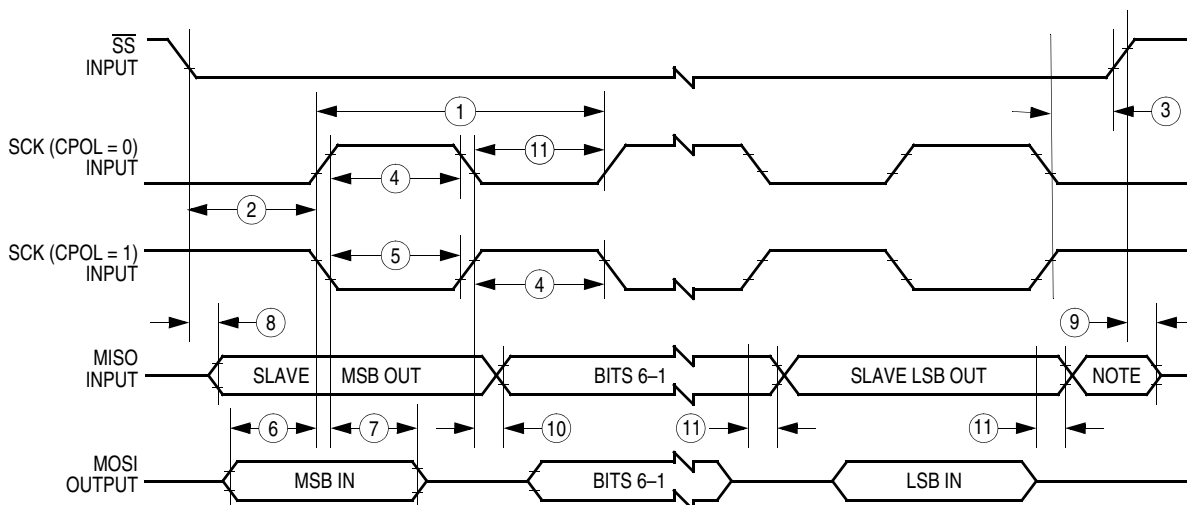 SS
INPUT
1
3
SCK (CPOL = 0)
INPUT
11
4
2
SCK (CPOL = 1)
INPUT
5
4
8
9
MISO
INPUT
SLAVE MSB OUT
BITS 6–1
SLAVE LSB OUT
NOTE
6
7
10
11
11
MOSI
OUTPUT
MSB IN
BITS 6–1
LSB IN